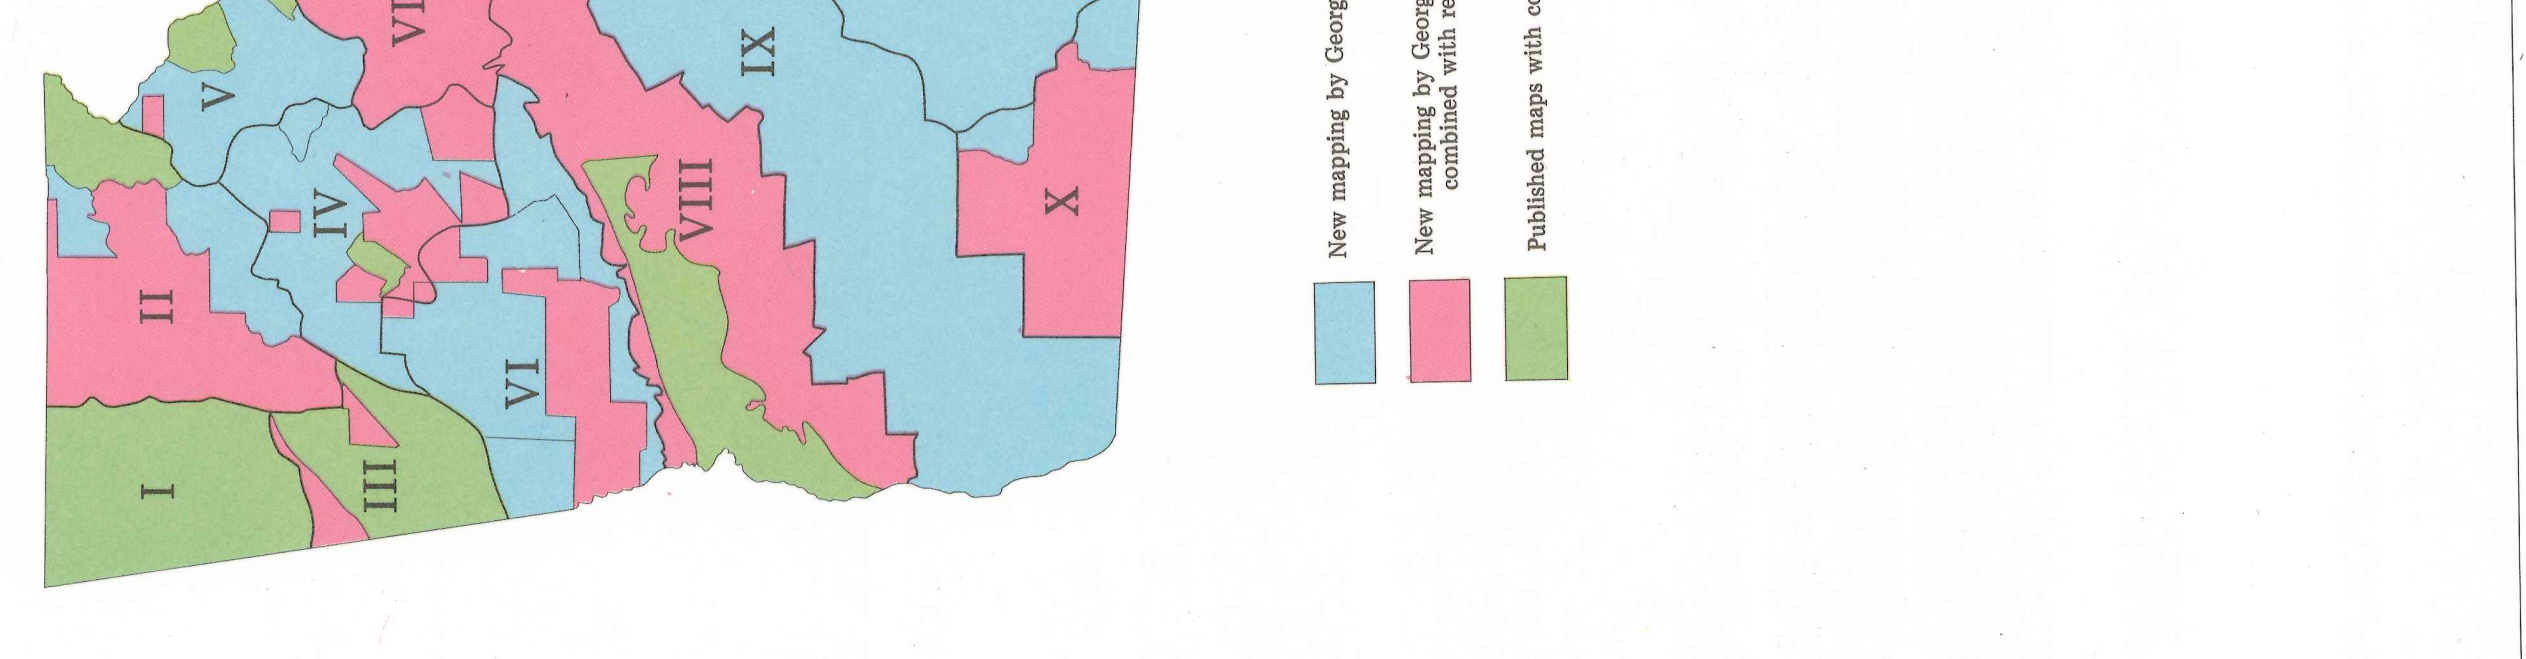 I
II
III
IV
V
VI
VIII
IX
X
New mapping by Georg
New mapping by Georg
combined with re
Published maps with co